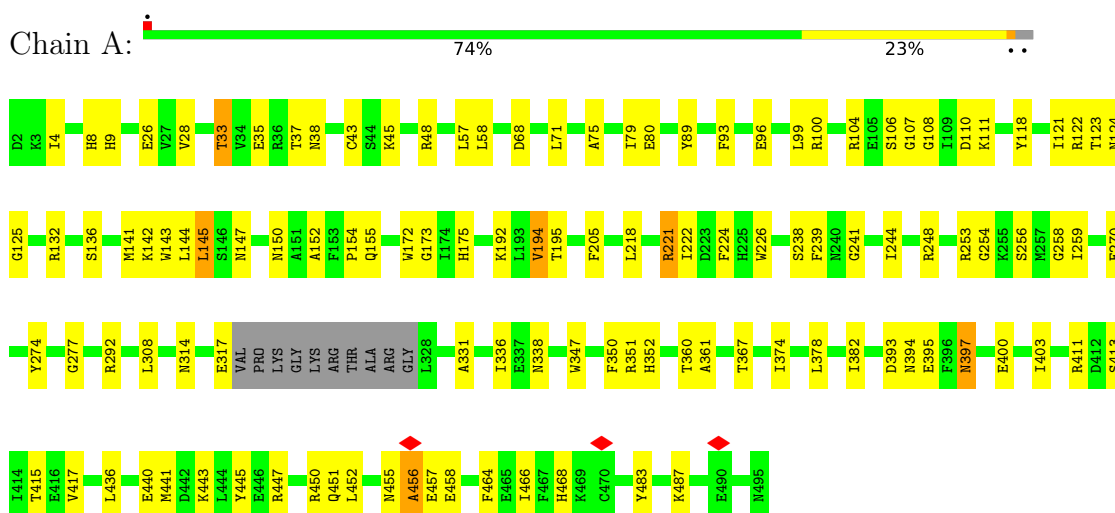 Chain A:
74% 23%
D2 K3 I4 H8 H9 E26 V27 V28 T33 V34 E35 R36 T37 N38 C43 S44 K45 R48 L57 L58 D68 L71 A75 I79 E80 Y89 F93 E96 L99 R100 R104 E105 S106 G107 G108 I109 D110 K111 Y118 I121 R122 T123 N124
G125 R132 S136 M141 K142 W143 L144 L145 S146 N147 N150 A151 A152 F153 P154 Q155 W172 G173 I174 H175 K192 L193 V194 T195 F205 L218 R221 I222 D223 F224 H225 W226 S238 F239 N240 G241 I244 R248 R253 G254 K255 S256 M257 G258 I259
Y274 G277 R292 L308 N314 E317 VAL PRO LYS GLY LYS ARG THR ALA ARG GLY L328 A331 I336 E337 N338 W347 F350 R351 H352 T360 A361 T367 I374 L378 I382 D393 N394 E395 F396 N397 E400 I403 R411 D412 S413
I414 T415 E416 V417 L436 E440 M441 D442 K443 L444 Y445 E446 R447 R450 Q451 L452 N455 A456 E457 E458 F464 E465 I466 F467 H468 K469 C470 Y483 K487 E490 N495